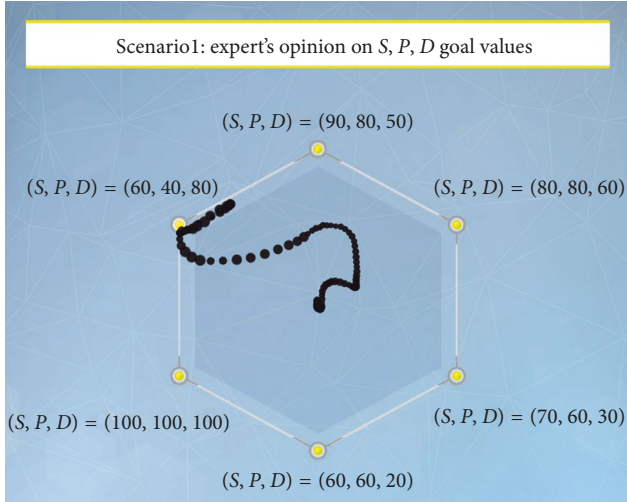 Scenario1: expert's opinion on S, P, D goal values
(S, P, D) = (90, 80, 50)
(S, P, D) = (60, 40, 80)
(S, P, D) = (80, 80, 60)
(S, P, D) = (100, 100, 100)
(S, P, D) = (70, 60, 30)
(S, P, D) = (60, 60, 20)